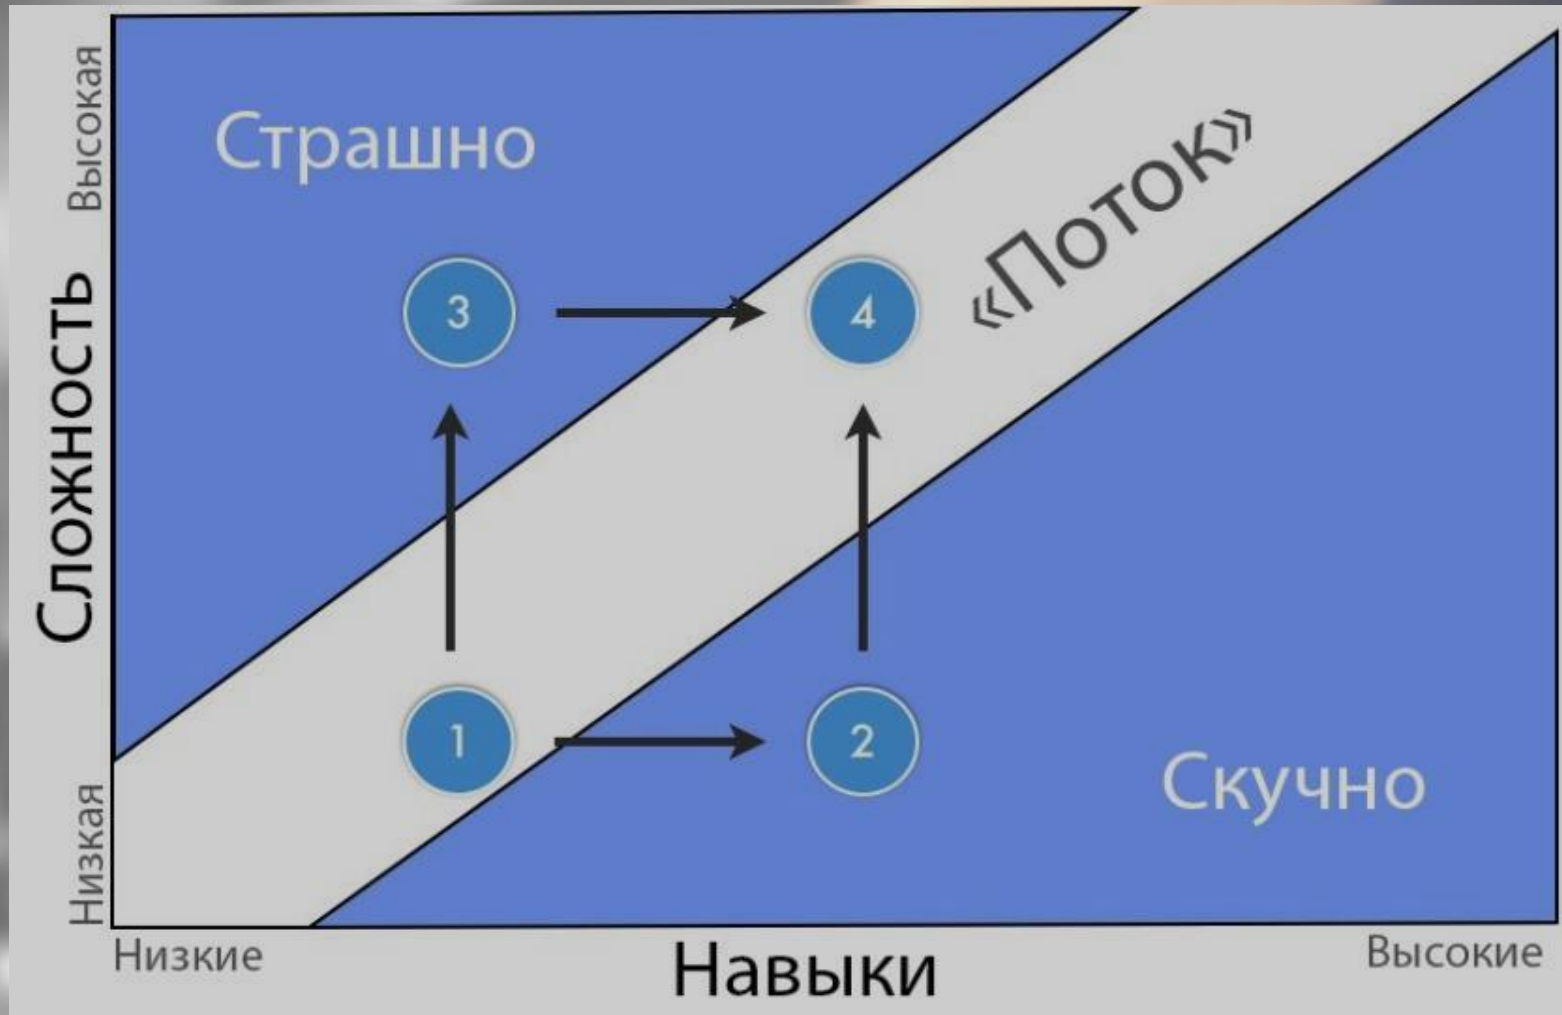 Высокая
Страшно
«Поток»
3
4
Сложность
1
2
Скучно
Низкая
Низкие
Навыки
Высокие